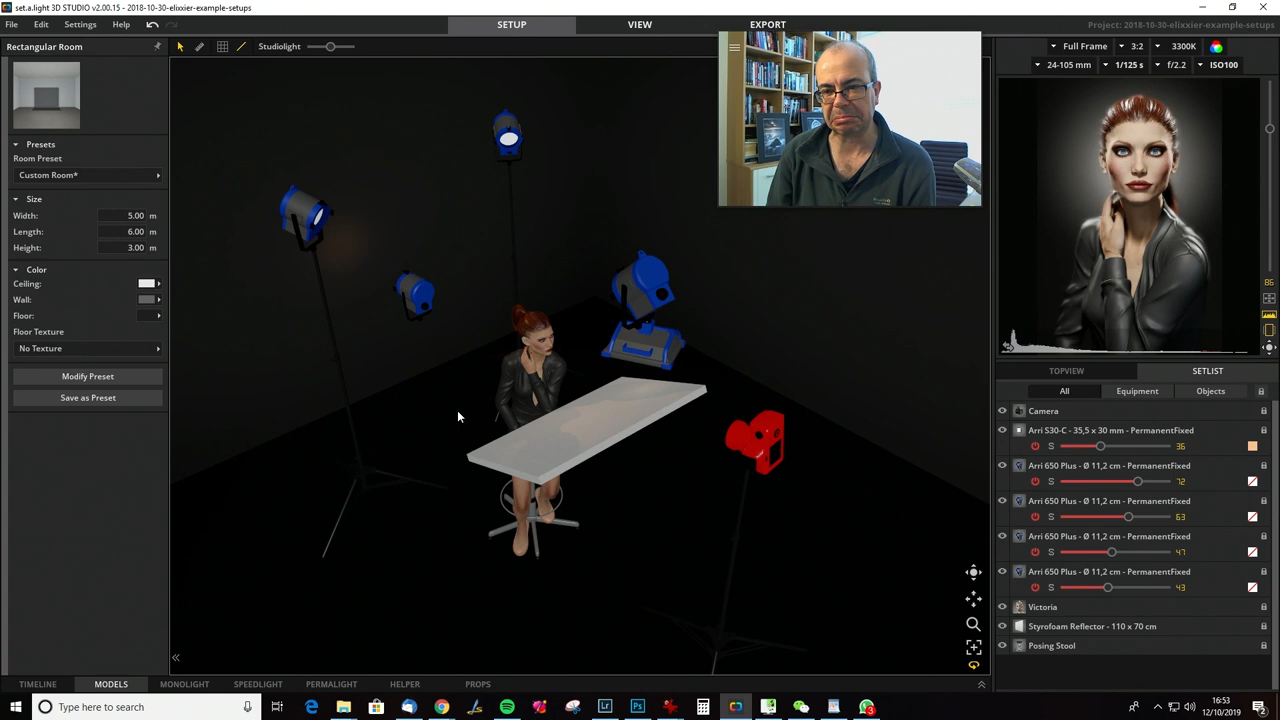 set.a.light 3D STUDIO v2.00.15 - 2018-10-30-elixxier-example-setups
File Edit Settings Help
SETUP VIEW EXPORT
Project: 2018-10-30-elixxier-example-setups
Rectangular Room
Studiolight
Full Frame 3:2 3300K
24-105 mm 1/125 s f/2.2 ISO100
Presets
Room Preset
Custom Room*
Size
Width: 5.00 m
Length: 6.00 m
Height: 3.00 m
Color
Ceiling:
Wall:
Floor:
Floor Texture
No Texture
Modify Preset
Save as Preset
86
TOPVIEW SETLIST
All Equipment Objects
Camera
Arri S30-C - 35,5 x 30 mm - PermanentFixed
S 36
Arri 650 Plus - Ø 11,2 cm - PermanentFixed
S 72
Arri 650 Plus - Ø 11,2 cm - PermanentFixed
S 63
Arri 650 Plus - Ø 11,2 cm - PermanentFixed
S 47
Arri 650 Plus - Ø 11,2 cm - PermanentFixed
S 43
Victoria
Styrofoam Reflector - 110 x 70 cm
Posing Stool
TIMELINE MODELS MONOLIGHT SPEEDLIGHT PERMALIGHT HELPER PROPS
Type here to search
16:53
12/10/2019